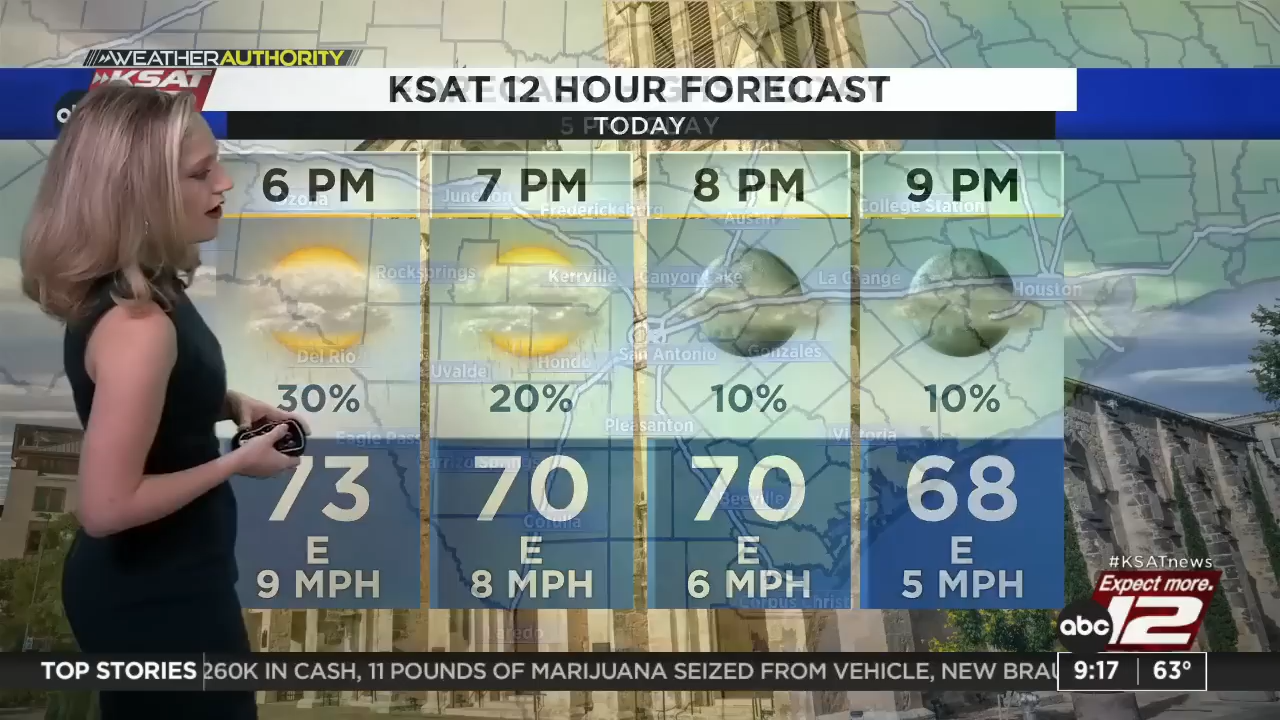 WEATHER AUTHORITY
KSAT
KSAT 12 HOUR FORECAST
TODAY
6 PM 7 PM 8 PM 9 PM
Ozona Junction Fredericksburg Austin College Station
Rocksprings Kerrville Canyon Lake La Grange Houston
Del Rio Uvalde Hondo San Antonio Gonzales
30% 20% 10% 10%
Eagle Pass Carrizo Springs Pleasanton Victoria
73 70 70 68
Cotulla Beeville
E E E E
9 MPH 8 MPH 6 MPH 5 MPH
Laredo Corpus Christi
#KSATnews
Expect more.
abc 12
TOP STORIES 260K IN CASH, 11 POUNDS OF MARIJUANA SEIZED FROM VEHICLE, NEW BRAU 9:17 63°